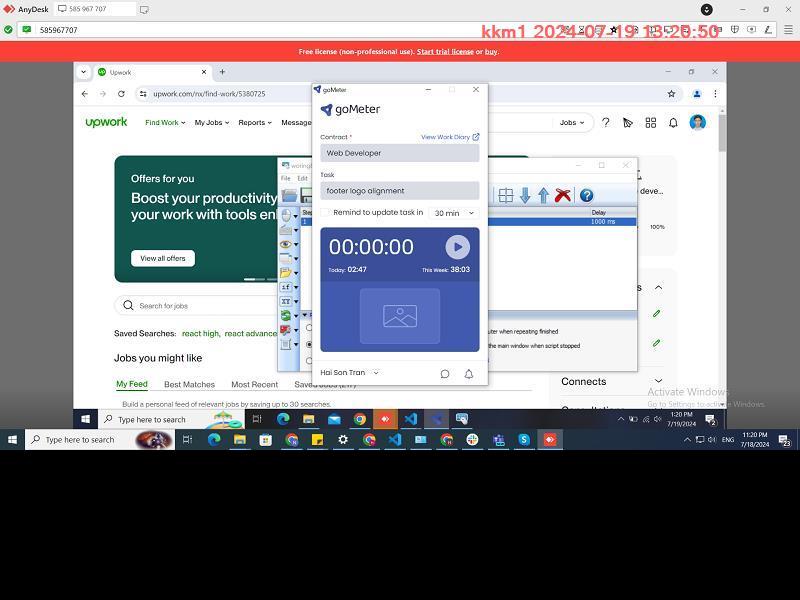 AnyDesk
585 967 707
585967707
kkm1 2024-07-19 13:20:50
Free license (non-professional use). Start trial license or buy.
Upwork
upwork.com/nx/find-work/5380725
upwork
Find Work
My Jobs
Reports
Message
Jobs
Offers for you
Boost your productivity
your work with tools
View all offers
Search for jobs
Saved Searches: react high, react advance
Jobs you might like
My Feed
Best Matches
Most Recent
Build a personal feed of relevant jobs by saving up to 30 searches.
File
Edit
Delay
1
1000 ms
uter when repeating finished
the main window when script stopped
goMeter
goMeter
Contract *
View Work Diary
Web Developer
Task
footer logo alignment
Remind to update task in
30 min
00:00:00
Today: 02:47
This Week: 38:03
Hai Son Tran
deve...
100%
s
Connects
Activate Windows
Go to Settings to activate Windows.
Type here to search
1:20 PM
7/19/2024
2
Type here to search
ENG
11:20 PM
7/18/2024
23